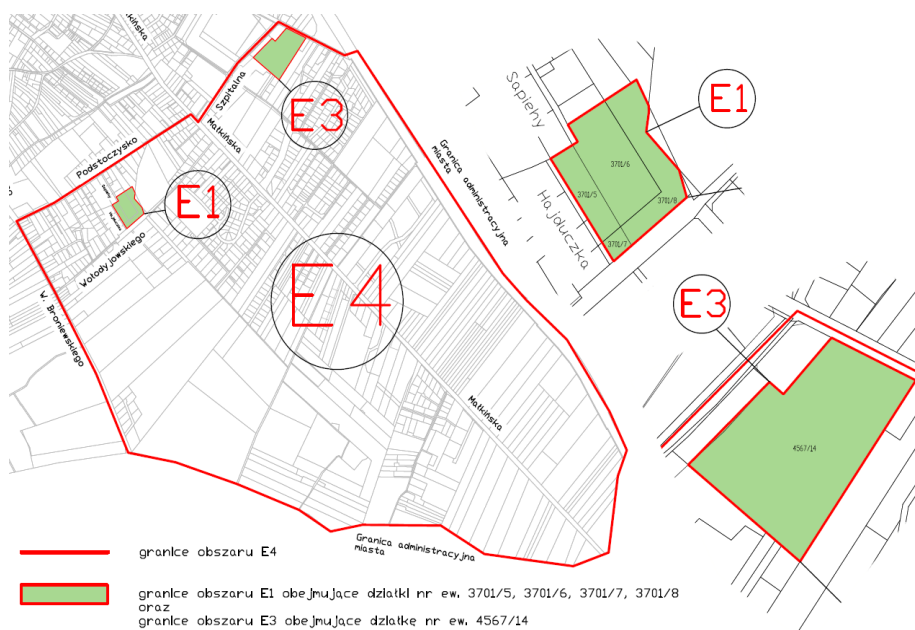 Szpitalna
E3
Małkińska
Podstoczysko
E1
Wołodyjowskiego
W. Broniewskiego
E4
Granica administracyjna
miasta
Małkińska
Granica administracyjna
miasta
Sapiehy
Hajduczka
E1
3701/6
3701/5
3701/8
3701/7
E3
4567/14
granice obszaru E4
granice obszaru E1 obejmujące działki nr ew. 3701/5, 3701/6, 3701/7, 3701/8
oraz
granice obszaru E3 obejmujące działkę nr ew. 4567/14